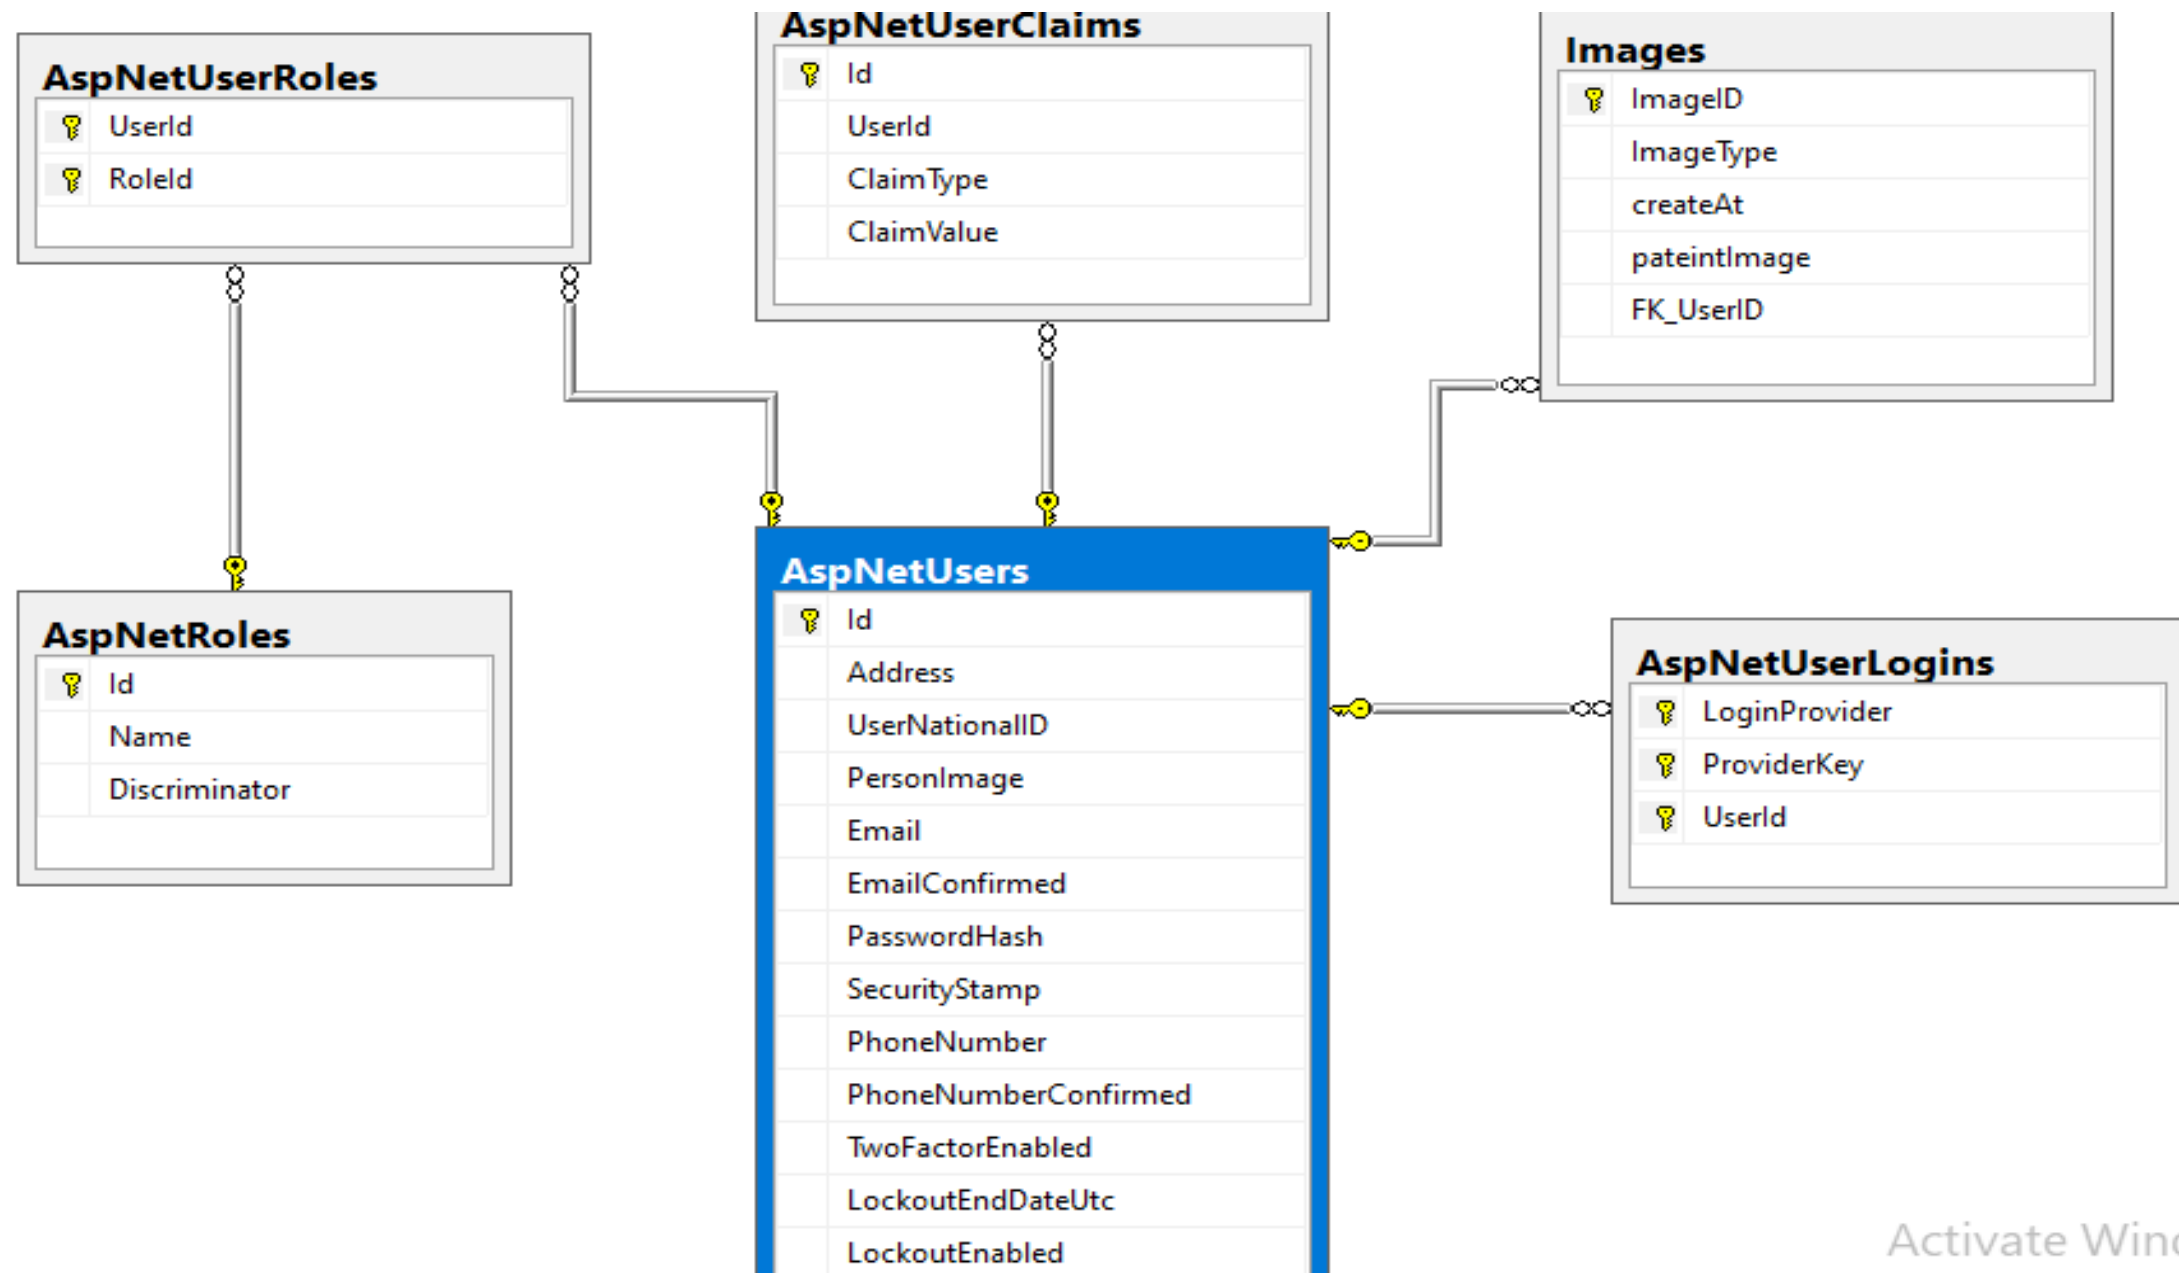 AspNetUserRoles
UserId
RoleId
AspNetUserClaims
Id
UserId
ClaimType
ClaimValue
Images
ImageID
ImageType
createAt
pateintImage
FK_UserID
AspNetRoles
Id
Name
Discriminator
AspNetUsers
Id
Address
UserNationalID
PersonImage
Email
EmailConfirmed
PasswordHash
SecurityStamp
PhoneNumber
PhoneNumberConfirmed
TwoFactorEnabled
LockoutEndDateUtc
LockoutEnabled
AspNetUserLogins
LoginProvider
ProviderKey
UserId
Activate